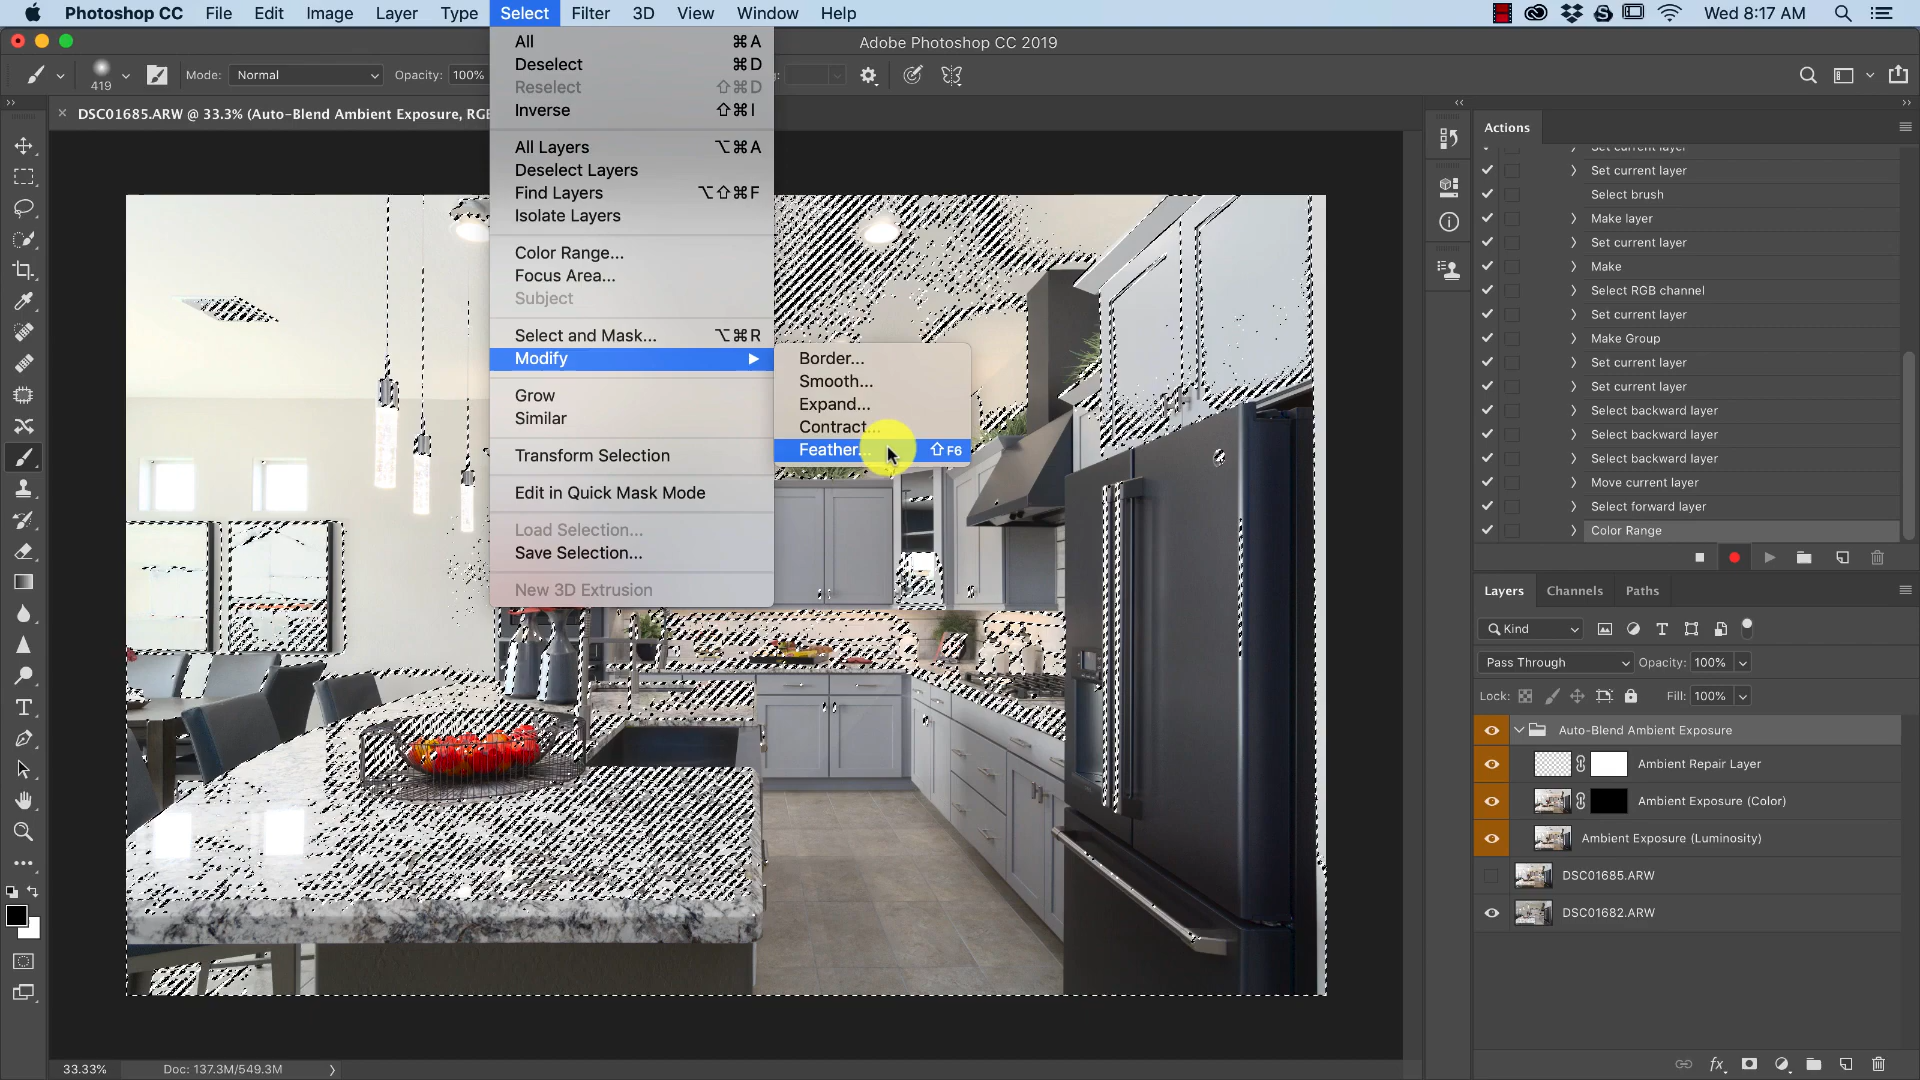 Photoshop CC File Edit Image Layer Type Select Filter 3D View Window Help Wed 8:17 AM
Adobe Photoshop CC 2019
419 Mode: Normal Opacity: 100%
× DSC01685.ARW @ 33.3% (Auto-Blend Ambient Exposure, RGB
All ⌘A
Deselect ⌘D
Reselect ⇧⌘D
Inverse ⇧⌘I
All Layers ⌥⌘A
Deselect Layers
Find Layers ⌥⇧⌘F
Isolate Layers
Color Range...
Focus Area...
Subject
Select and Mask... ⌥⌘R
Modify ▶
Grow
Similar
Transform Selection
Edit in Quick Mask Mode
Load Selection...
Save Selection...
New 3D Extrusion
Border...
Smooth...
Expand...
Contract...
Feather... ⇧F6
Actions
Set current layer
Set current layer
Select brush
Make layer
Set current layer
Make
Select RGB channel
Set current layer
Make Group
Set current layer
Set current layer
Select backward layer
Select backward layer
Select backward layer
Move current layer
Select forward layer
Color Range
Layers Channels Paths
Kind
Pass Through Opacity: 100%
Lock: Fill: 100%
Auto-Blend Ambient Exposure
Ambient Repair Layer
Ambient Exposure (Color)
Ambient Exposure (Luminosity)
DSC01685.ARW
DSC01682.ARW
fx
33.33% Doc: 137.3M/549.3M